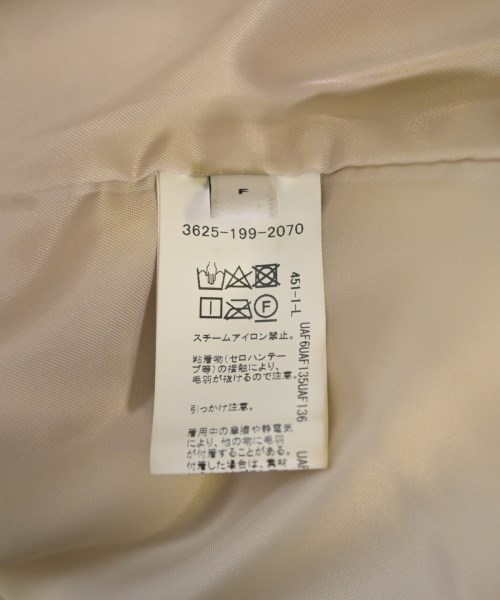 F
3625-199-2070
F
451-1-L
UAF6UAF135UAF136
スチームアイロン禁止。
粘着物(セロハンテー
プ等)の接触により、
毛羽が抜けるので注意。
引っかけ注意。
着用中の摩擦や静電気
により、他の物に毛羽
が付着することがある。
付着した場合は、素材